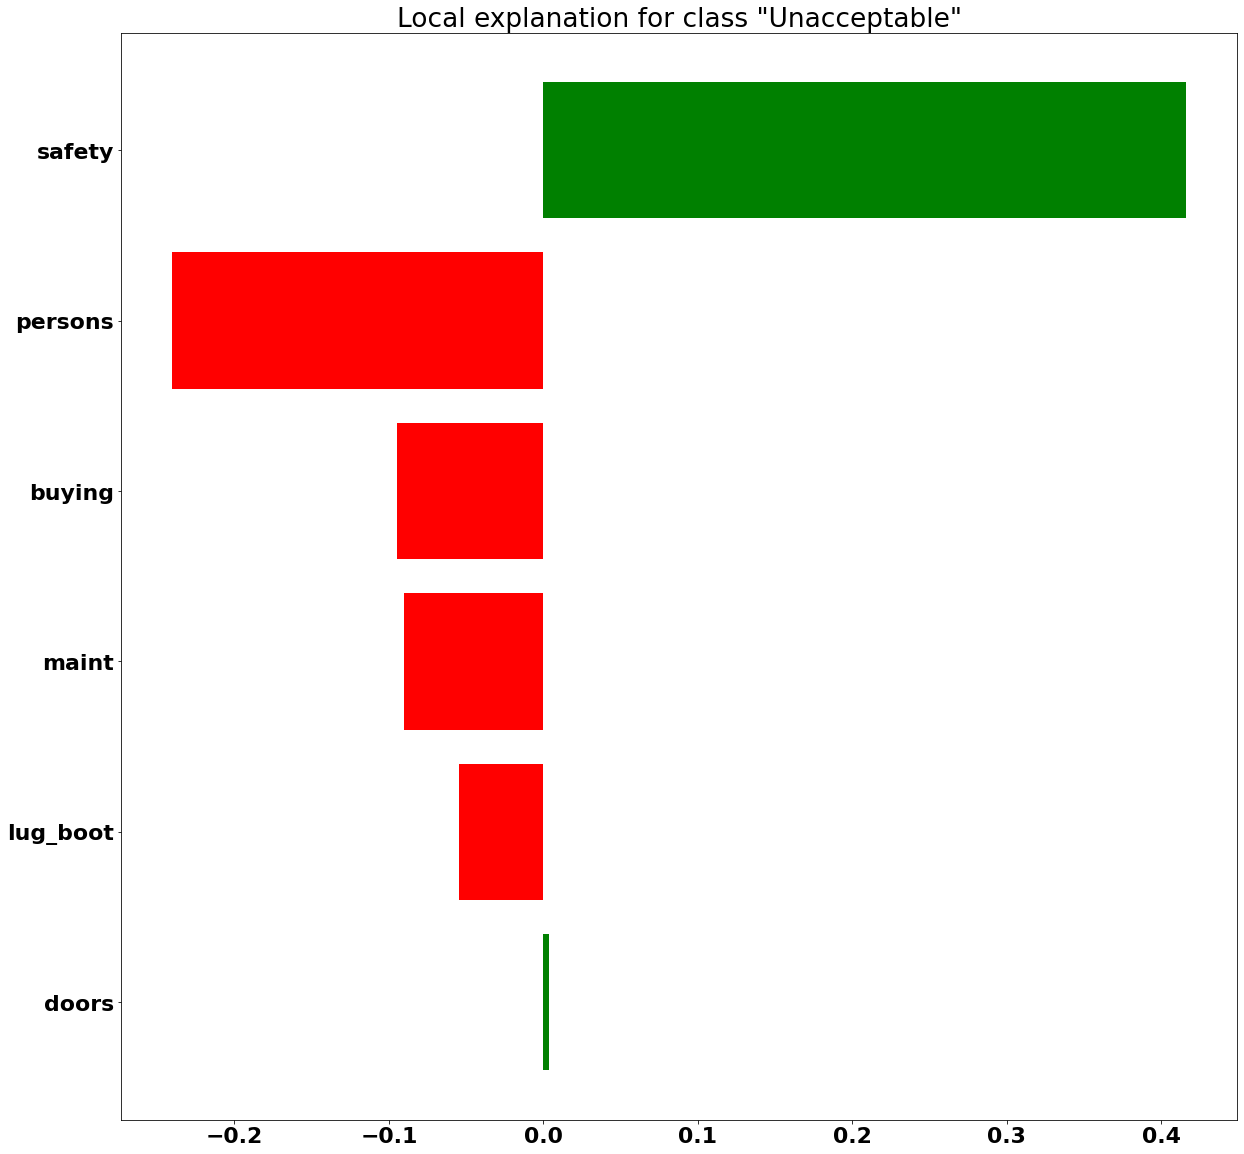 Local explanation for class "Unacceptable"
safety
persons
buying
maint
lug_boot
doors
−0.2 −0.1 0.0 0.1 0.2 0.3 0.4